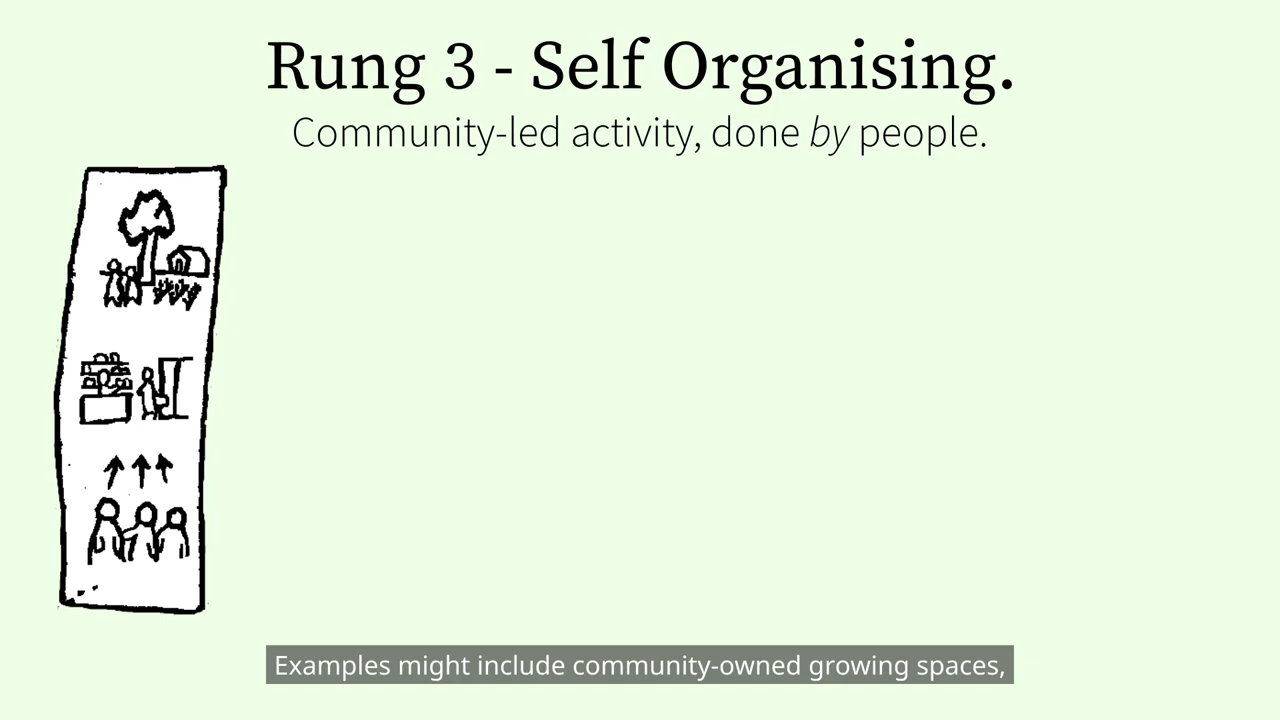 Rung 3 - Self Organising.
Community-led activity, done by people.
Examples might include community-owned growing spaces,